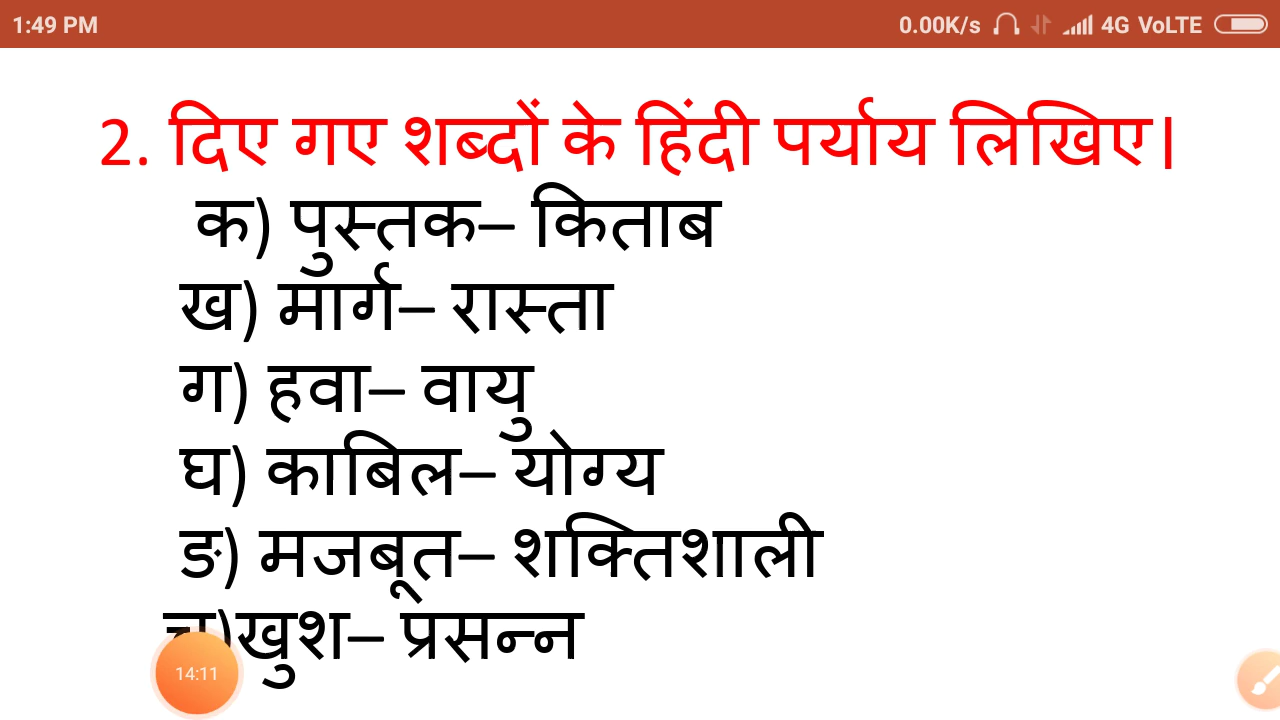 1:49 PM 0.00K/s 4G VoLTE
2. दिए गए शब्दों के हिंदी पर्याय लिखिए।
क) पुस्तक– किताब
ख) मार्ग– रास्ता
ग) हवा– वायु
घ) काबिल– योग्य
ङ) मजबूत– शक्तिशाली
च)खुश– प्रसन्न
14:11